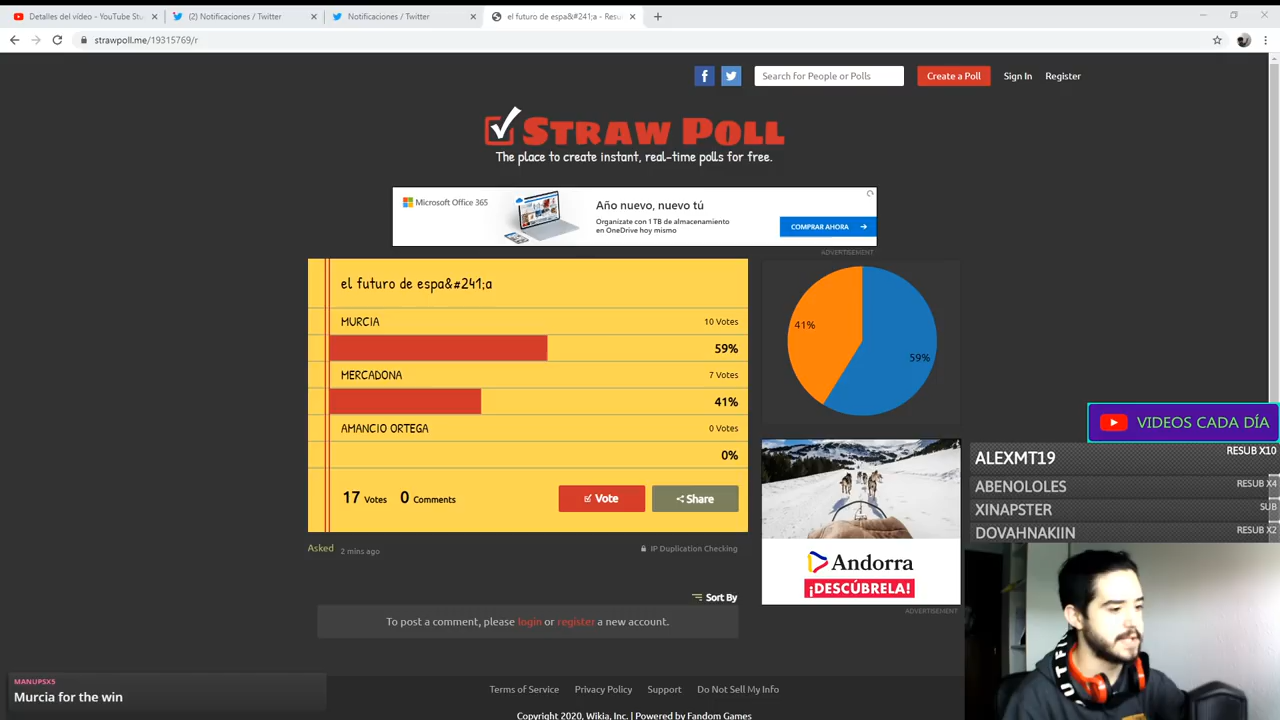 Detalles del vídeo - YouTube Stu
(2) Notificaciones / Twitter
Notificaciones / Twitter
el futuro de espa&#241;a - Resu
strawpoll.me/19315769/r
Search for People or Polls
Create a Poll
Sign In
Register
STRAW POLL
The place to create instant, real-time polls for free.
Microsoft Office 365
Año nuevo, nuevo tú
Organízate con 1 TB de almacenamiento
en OneDrive hoy mismo
COMPRAR AHORA
ADVERTISEMENT
el futuro de espa&#241;a
MURCIA
10 Votes
59%
MERCADONA
7 Votes
41%
AMANCIO ORTEGA
0 Votes
0%
17 Votes
0 Comments
Vote
Share
Asked
2 mins ago
IP Duplication Checking
41%
59%
Andorra
¡DESCÚBRELA!
ADVERTISEMENT
Sort By
To post a comment, please login or register a new account.
VIDEOS CADA DÍA
ALEXMT19
RESUB X10
ABENOLOLES
RESUB X4
XINAPSTER
SUB
DOVAHNAKIIN
RESUB X2
MANUPSX5
Murcia for the win
Terms of Service
Privacy Policy
Support
Do Not Sell My Info
Copyright 2020, Wikia, Inc. | Powered by Fandom Games